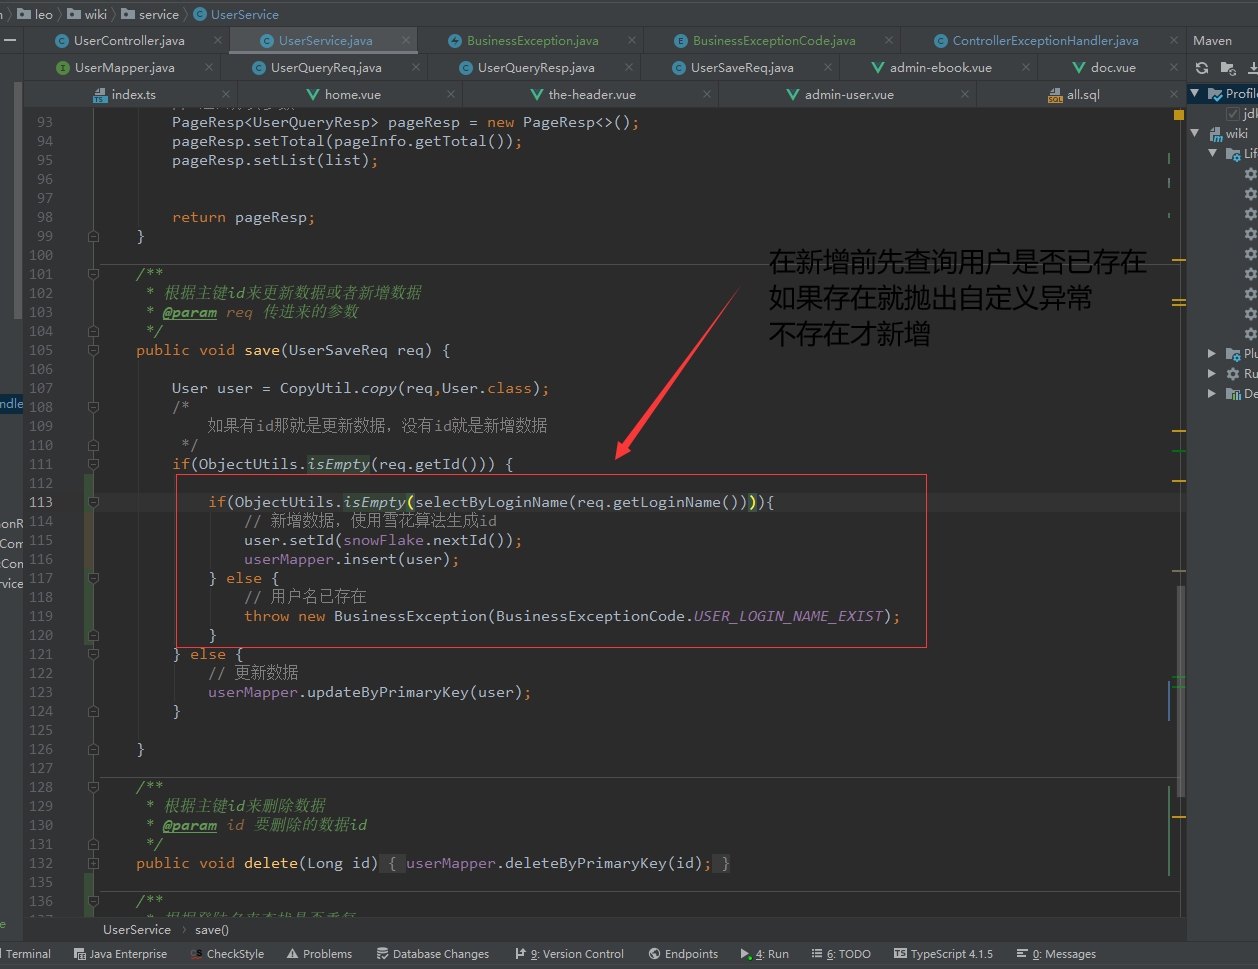 leo wiki service UserService
UserController.java UserService.java BusinessException.java BusinessExceptionCode.java ControllerExceptionHandler.java Maven
UserMapper.java UserQueryReq.java UserQueryResp.java UserSaveReq.java admin-ebook.vue doc.vue
index.ts home.vue the-header.vue admin-user.vue all.sql Profile
93 PageResp<UserQueryResp> pageResp = new PageResp<>(); jdk
94 pageResp.setTotal(pageInfo.getTotal()); wiki
95 pageResp.setList(list); Lif
96
97
98 return pageResp;
99 }
100
在新增前先查询用户是否已存在
如果存在就抛出自定义异常
不存在才新增
101 /**
102 * 根据主键id来更新数据或者新增数据
103 * @param req 传进来的参数
104 */
105 public void save(UserSaveReq req) { Plu
106 Ru
107 User user = CopyUtil.copy(req,User.class); De
108 /*
109 如果有id那就是更新数据，没有id就是新增数据
110 */
111 if(ObjectUtils.isEmpty(req.getId())) {
112
113 if(ObjectUtils.isEmpty(selectByLoginName(req.getLoginName()))){
114 // 新增数据，使用雪花算法生成id
115 user.setId(snowFlake.nextId());
116 userMapper.insert(user);
117 } else {
118 // 用户名已存在
119 throw new BusinessException(BusinessExceptionCode.USER_LOGIN_NAME_EXIST);
120 }
121 } else {
122 // 更新数据
123 userMapper.updateByPrimaryKey(user);
124 }
125
126 }
127
128 /**
129 * 根据主键id来删除数据
130 * @param id 要删除的数据id
131 */
132 public void delete(Long id) { userMapper.deleteByPrimaryKey(id); }
135
136 /**
UserService save()
Terminal Java Enterprise CheckStyle Problems Database Changes 9: Version Control Endpoints 4: Run 6: TODO TypeScript 4.1.5 0: Messages